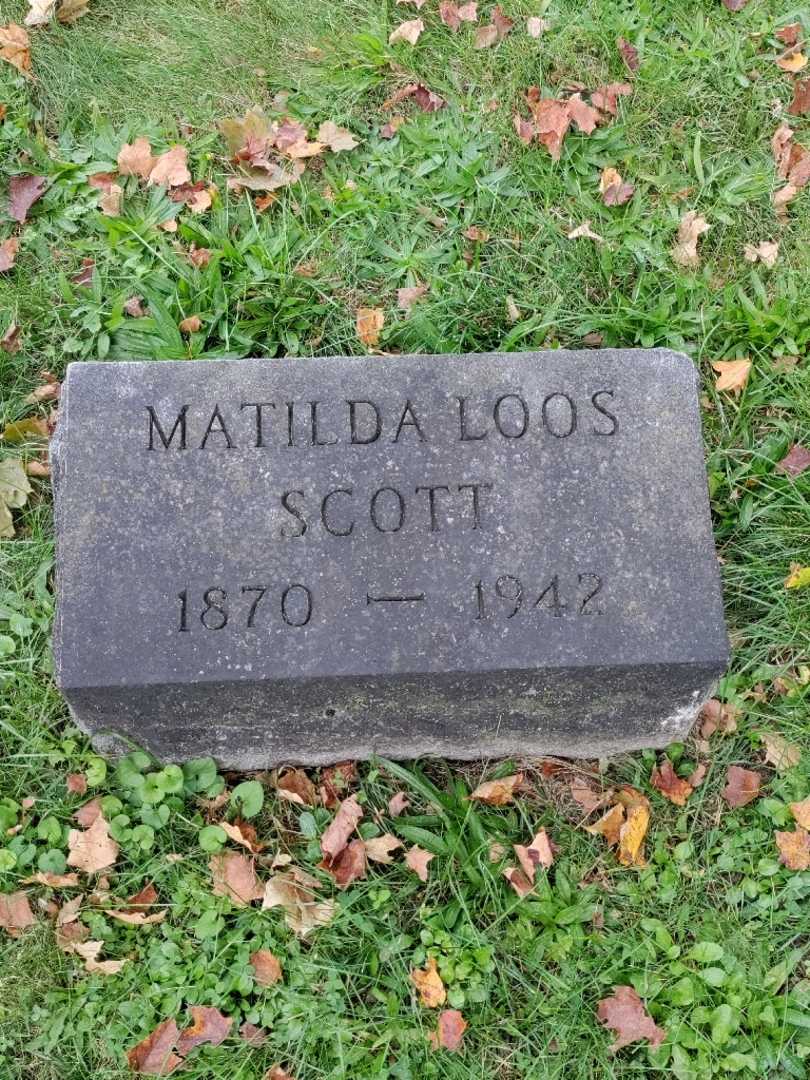 MATILDA LOOS
SCOTT
1870 — 1942